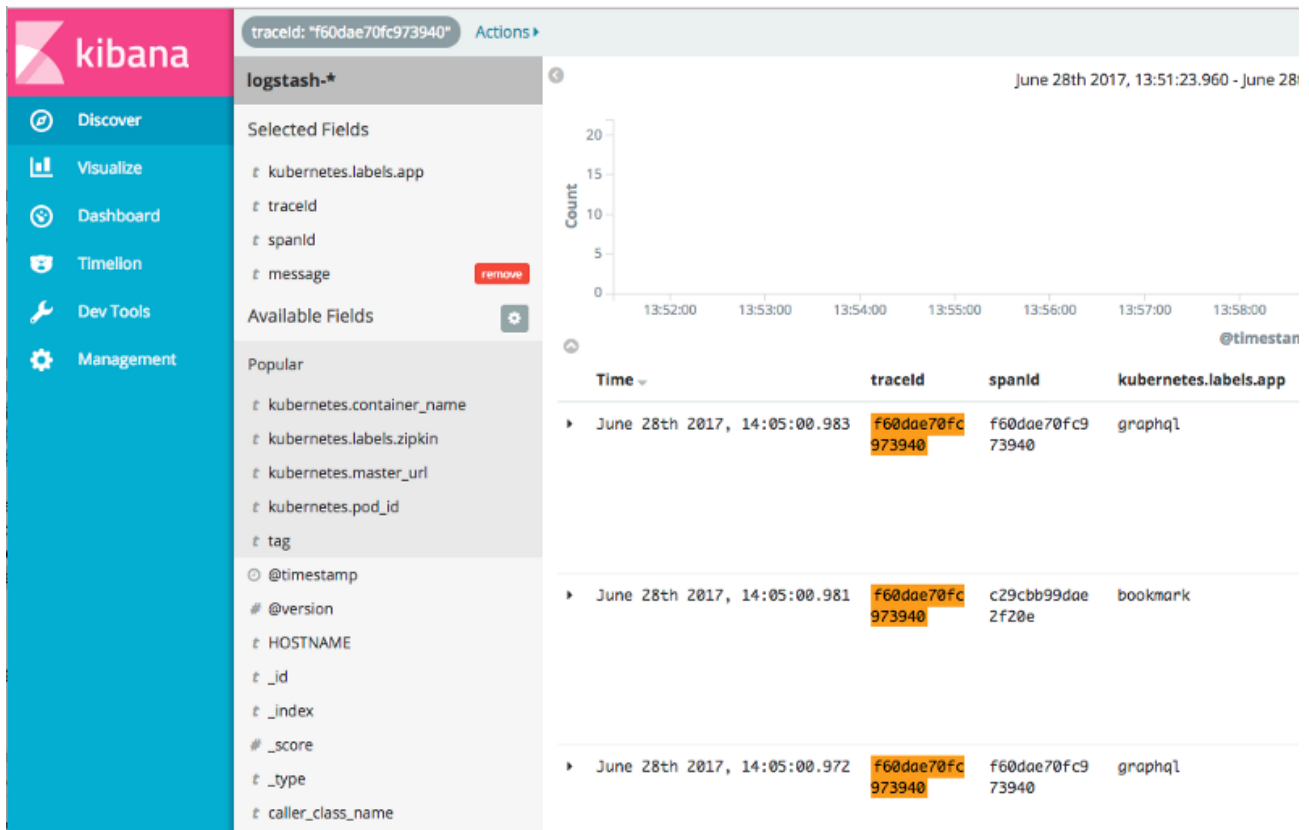 kibana
Discover
Visualize
Dashboard
Timelion
Dev Tools
Management
traceId: "f60dae70fc973940" Actions
logstash-*
Selected Fields
t kubernetes.labels.app
t traceId
t spanId
t message remove
Available Fields
Popular
t kubernetes.container_name
t kubernetes.labels.zipkin
t kubernetes.master_url
t kubernetes.pod_id
t tag
@timestamp
# @version
t HOSTNAME
t _id
t _index
# _score
t _type
t caller_class_name
June 28th 2017, 13:51:23.960 - June 28
Count
20
15
10
5
0
13:52:00 13:53:00 13:54:00 13:55:00 13:56:00 13:57:00 13:58:00
@timestam
Time traceId spanId kubernetes.labels.app
June 28th 2017, 14:05:00.983 f60dae70fc f60dae70fc9 graphql
973940 73940
June 28th 2017, 14:05:00.981 f60dae70fc c29cbb99dae bookmark
973940 2f20e
June 28th 2017, 14:05:00.972 f60dae70fc f60dae70fc9 graphql
973940 73940